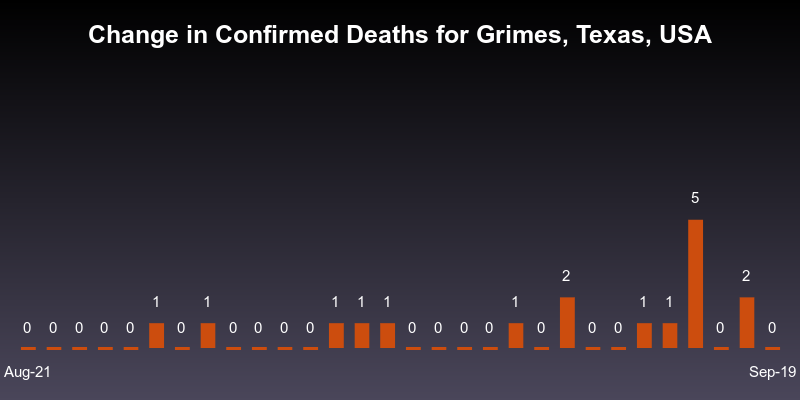 Change in Confirmed Deaths for Grimes, Texas, USA
5
2 2
1 1 1 1 1 1 1 1
0 0 0 0 0 0 0 0 0 0 0 0 0 0 0 0 0 0 0
Aug-21 Sep-19